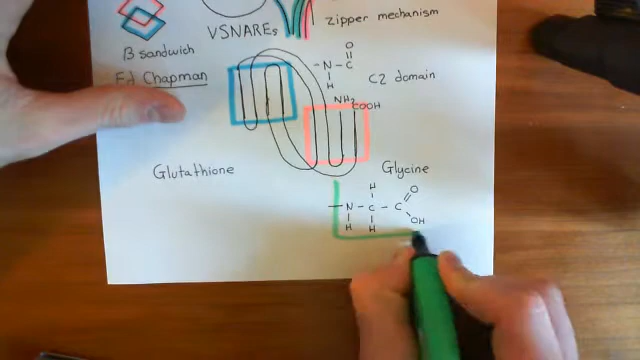 zipper mechanism
VSNAREs
β sandwich
Ed Chapman
O
- N - C
H
C2 domain
NH2
COOH
Glutathione
Glycine
H
O
- N - C - C
OH
H H